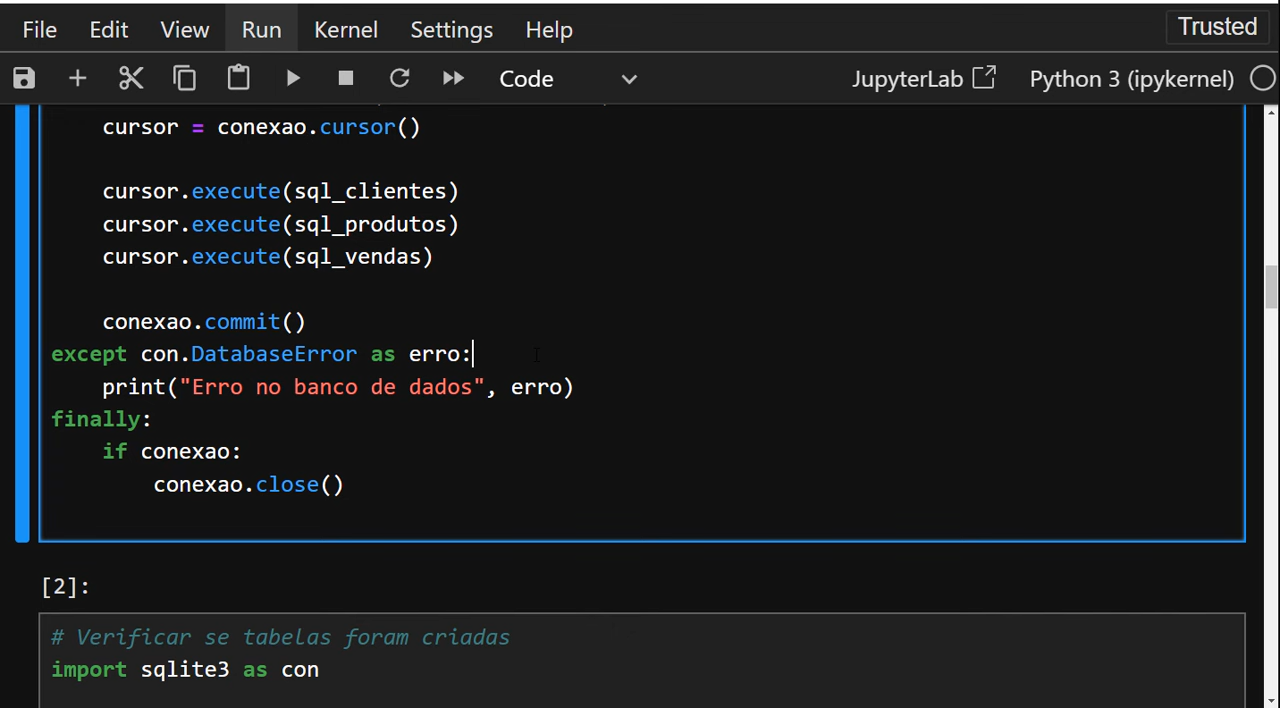 File Edit View Run Kernel Settings Help Trusted
Code JupyterLab Python 3 (ipykernel)
cursor = conexao.cursor()
cursor.execute(sql_clientes)
cursor.execute(sql_produtos)
cursor.execute(sql_vendas)
conexao.commit()
except con.DatabaseError as erro:
print("Erro no banco de dados", erro)
finally:
if conexao:
conexao.close()
[2]:
# Verificar se tabelas foram criadas
import sqlite3 as con